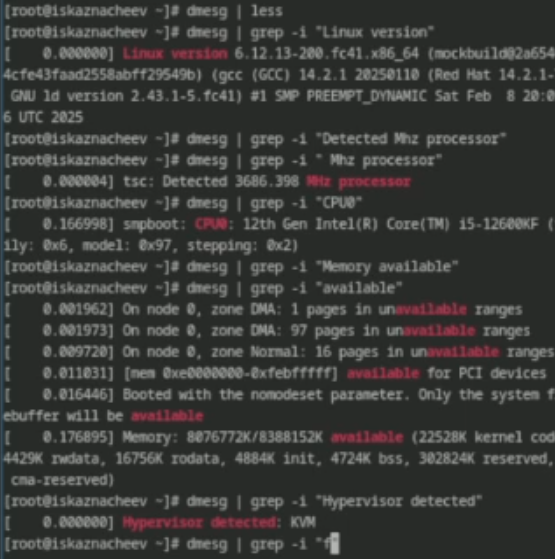 [root@iskaznacheev ~]# dmesg | less
[root@iskaznacheev ~]# dmesg | grep -i "Linux version"
[    0.000000] Linux version 6.12.13-200.fc41.x86_64 (mockbuild@2a654
4cfe43faad2558abff29549b) (gcc (GCC) 14.2.1 20250110 (Red Hat 14.2.1-
GNU ld version 2.43.1-5.fc41) #1 SMP PREEMPT_DYNAMIC Sat Feb  8 20:0
6 UTC 2025
[root@iskaznacheev ~]# dmesg | grep -i "Detected Mhz processor"
[root@iskaznacheev ~]# dmesg | grep -i " Mhz processor"
[    0.000004] tsc: Detected 3686.398 MHz processor
[root@iskaznacheev ~]# dmesg | grep -i "CPU0"
[    0.166998] smpboot: CPU0: 12th Gen Intel(R) Core(TM) i5-12600KF (
ily: 0x6, model: 0x97, stepping: 0x2)
[root@iskaznacheev ~]# dmesg | grep -i "Memory available"
[root@iskaznacheev ~]# dmesg | grep -i "available"
[    0.001962] On node 0, zone DMA: 1 pages in unavailable ranges
[    0.001973] On node 0, zone DMA: 97 pages in unavailable ranges
[    0.009720] On node 0, zone Normal: 16 pages in unavailable ranges
[    0.011031] [mem 0xe0000000-0xfebfffff] available for PCI devices
[    0.016446] Booted with the nomodeset parameter. Only the system f
ebuffer will be available
[    0.176895] Memory: 8076772K/8388152K available (22528K kernel cod
4429K rwdata, 16756K rodata, 4884K init, 4724K bss, 302824K reserved,
cma-reserved)
[root@iskaznacheev ~]# dmesg | grep -i "Hypervisor detected"
[    0.000000] Hypervisor detected: KVM
[root@iskaznacheev ~]# dmesg | grep -i "f